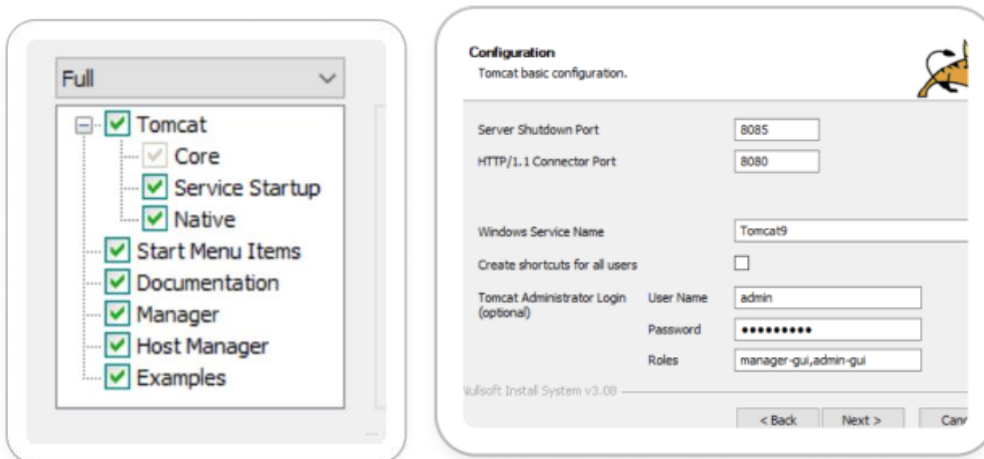 Full
Tomcat
Core
Service Startup
Native
Start Menu Items
Documentation
Manager
Host Manager
Examples
Configuration
Tomcat basic configuration.
Server Shutdown Port 8085
HTTP/1.1 Connector Port 8080
Windows Service Name Tomcat9
Create shortcuts for all users
Tomcat Administrator Login User Name admin
(optional)
Password •••••••••
Roles manager-gui,admin-gui
ullsoft Install System v3.08
< Back Next > Canc